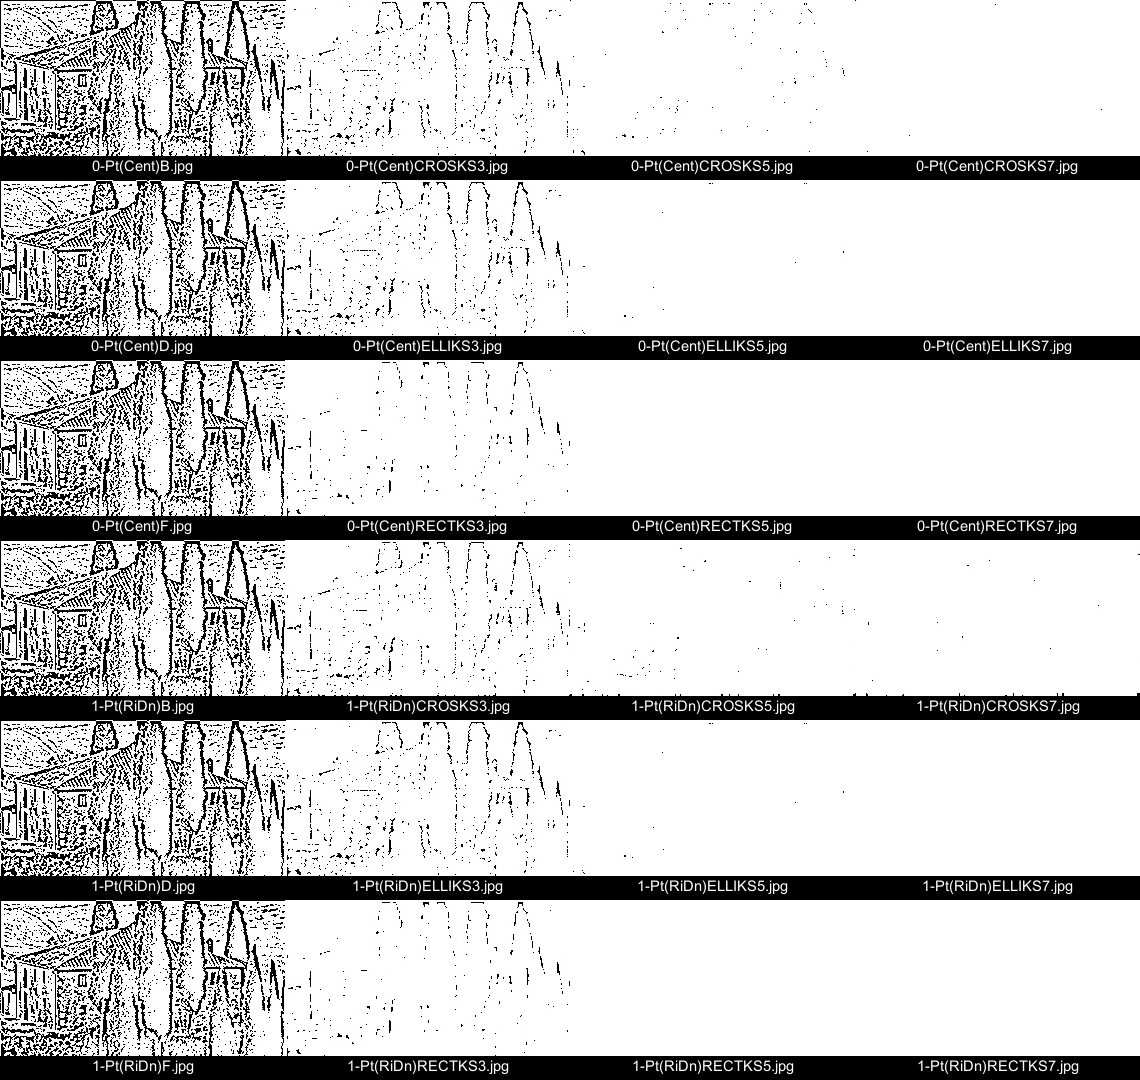 0-Pt(Cent)B.jpg 0-Pt(Cent)CROSKS3.jpg 0-Pt(Cent)CROSKS5.jpg 0-Pt(Cent)CROSKS7.jpg
0-Pt(Cent)D.jpg 0-Pt(Cent)ELLIKS3.jpg 0-Pt(Cent)ELLIKS5.jpg 0-Pt(Cent)ELLIKS7.jpg
0-Pt(Cent)F.jpg 0-Pt(Cent)RECTKS3.jpg 0-Pt(Cent)RECTKS5.jpg 0-Pt(Cent)RECTKS7.jpg
1-Pt(RiDn)B.jpg 1-Pt(RiDn)CROSKS3.jpg 1-Pt(RiDn)CROSKS5.jpg 1-Pt(RiDn)CROSKS7.jpg
1-Pt(RiDn)D.jpg 1-Pt(RiDn)ELLIKS3.jpg 1-Pt(RiDn)ELLIKS5.jpg 1-Pt(RiDn)ELLIKS7.jpg
1-Pt(RiDn)F.jpg 1-Pt(RiDn)RECTKS3.jpg 1-Pt(RiDn)RECTKS5.jpg 1-Pt(RiDn)RECTKS7.jpg